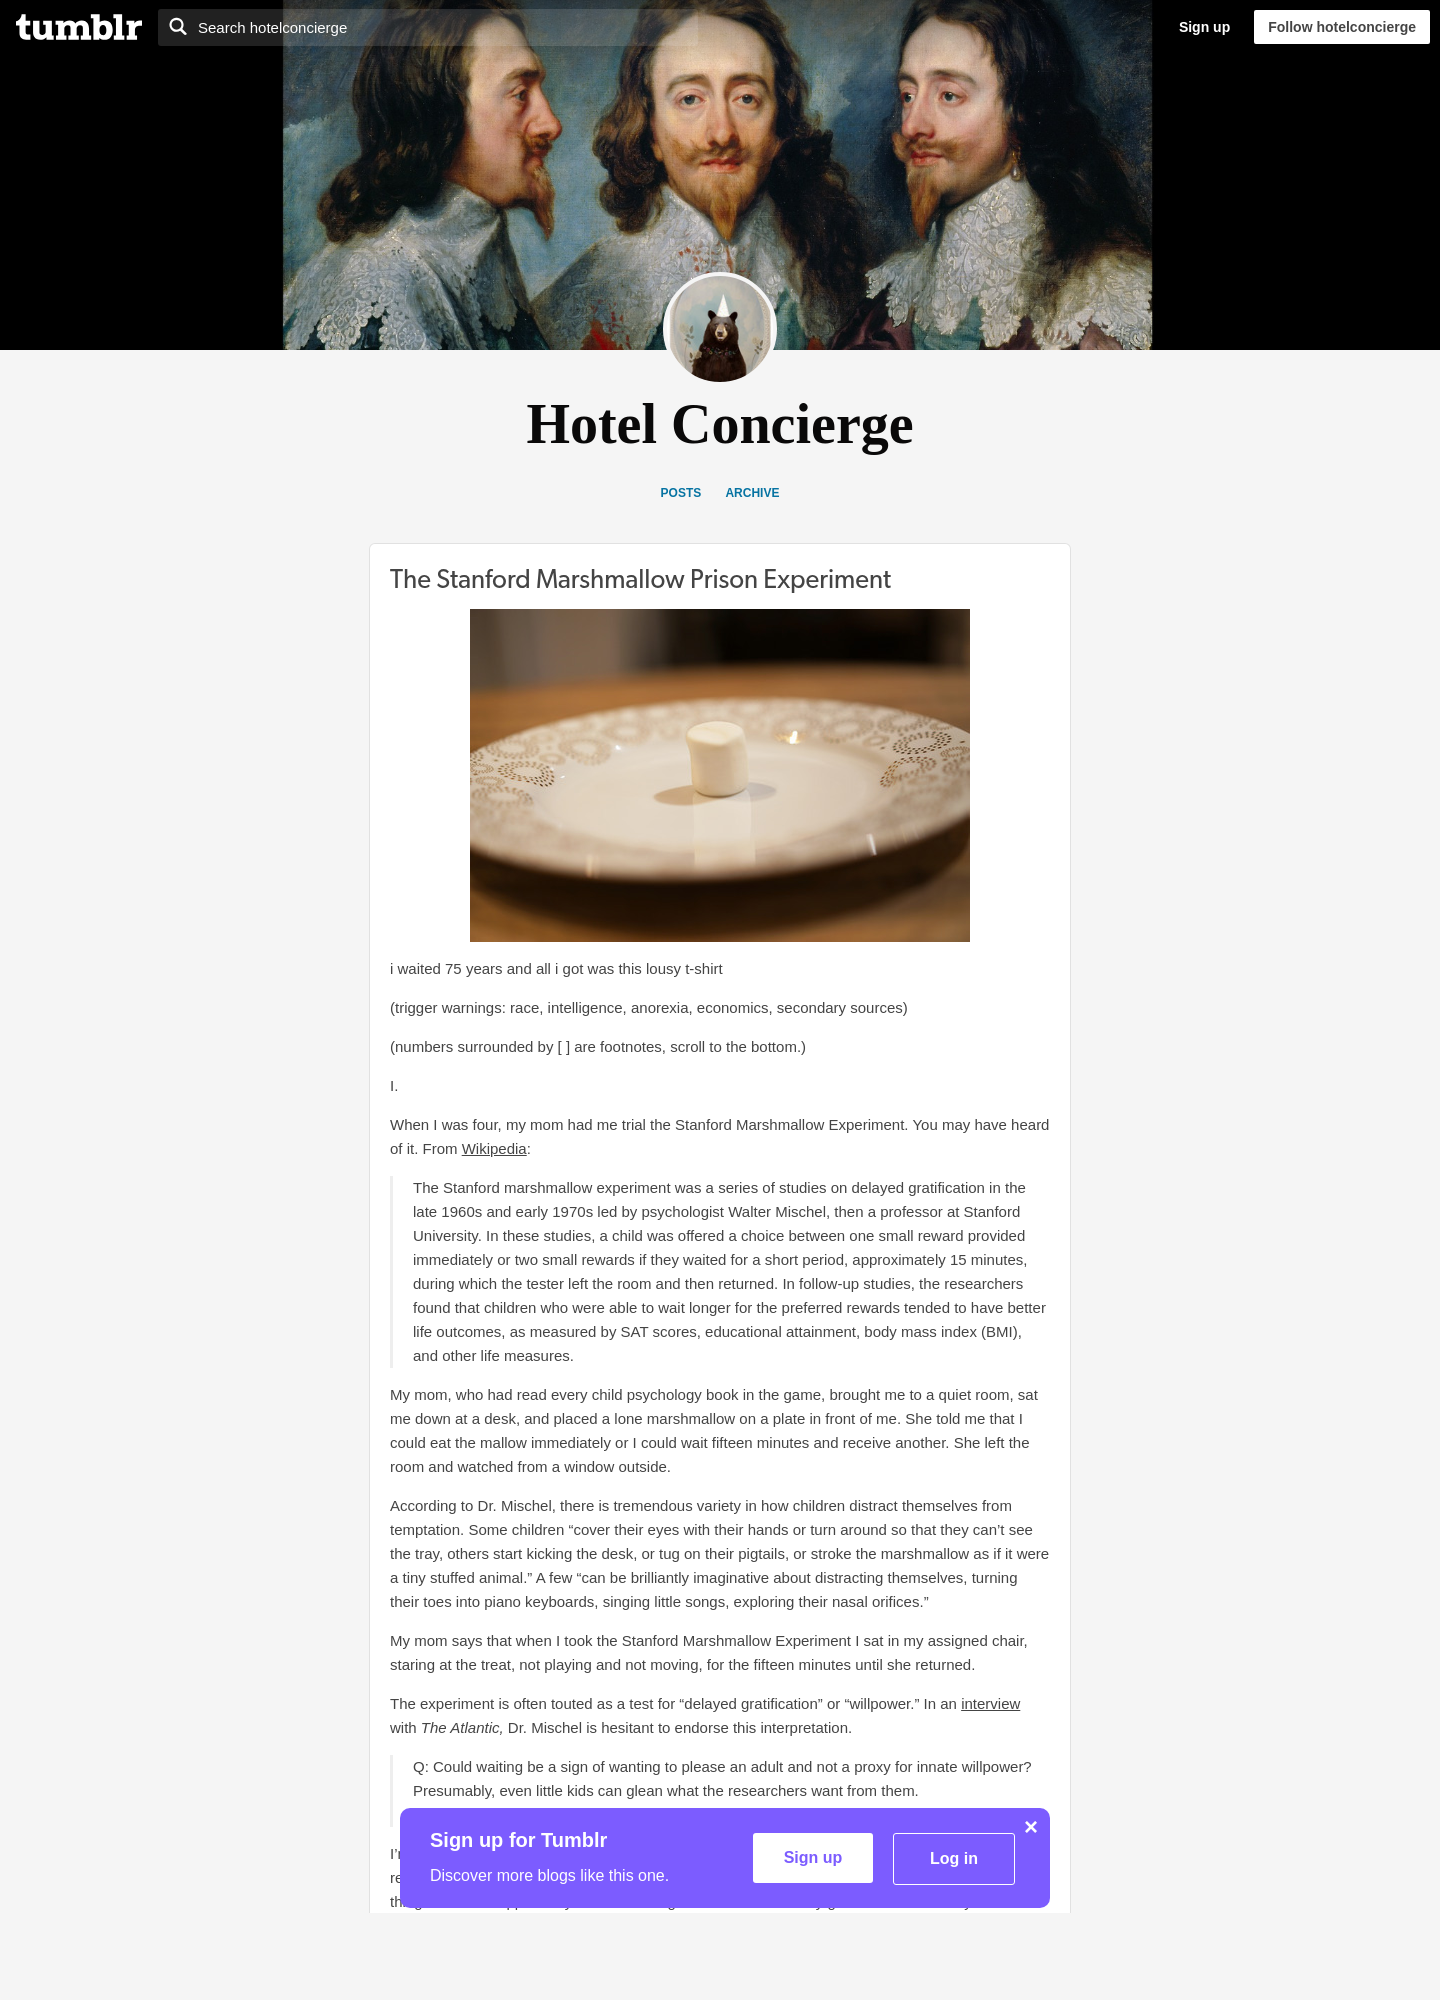 tumblr
Search hotelconcierge
Sign up
Follow hotelconcierge
Hotel Concierge
POSTS
ARCHIVE
The Stanford Marshmallow Prison Experiment
i waited 75 years and all i got was this lousy t-shirt
(trigger warnings: race, intelligence, anorexia, economics, secondary sources)
(numbers surrounded by [ ] are footnotes, scroll to the bottom.)
I.
When I was four, my mom had me trial the Stanford Marshmallow Experiment. You may have heard
of it. From Wikipedia:
The Stanford marshmallow experiment was a series of studies on delayed gratification in the
late 1960s and early 1970s led by psychologist Walter Mischel, then a professor at Stanford
University. In these studies, a child was offered a choice between one small reward provided
immediately or two small rewards if they waited for a short period, approximately 15 minutes,
during which the tester left the room and then returned. In follow-up studies, the researchers
found that children who were able to wait longer for the preferred rewards tended to have better
life outcomes, as measured by SAT scores, educational attainment, body mass index (BMI),
and other life measures.
My mom, who had read every child psychology book in the game, brought me to a quiet room, sat
me down at a desk, and placed a lone marshmallow on a plate in front of me. She told me that I
could eat the mallow immediately or I could wait fifteen minutes and receive another. She left the
room and watched from a window outside.
According to Dr. Mischel, there is tremendous variety in how children distract themselves from
temptation. Some children “cover their eyes with their hands or turn around so that they can’t see
the tray, others start kicking the desk, or tug on their pigtails, or stroke the marshmallow as if it were
a tiny stuffed animal.” A few “can be brilliantly imaginative about distracting themselves, turning
their toes into piano keyboards, singing little songs, exploring their nasal orifices.”
My mom says that when I took the Stanford Marshmallow Experiment I sat in my assigned chair,
staring at the treat, not playing and not moving, for the fifteen minutes until she returned.
The experiment is often touted as a test for “delayed gratification” or “willpower.” In an interview
with The Atlantic, Dr. Mischel is hesitant to endorse this interpretation.
Q: Could waiting be a sign of wanting to please an adult and not a proxy for innate willpower?
Presumably, even little kids can glean what the researchers want from them.
Sign up for Tumblr
Discover more blogs like this one.
Sign up
Log in